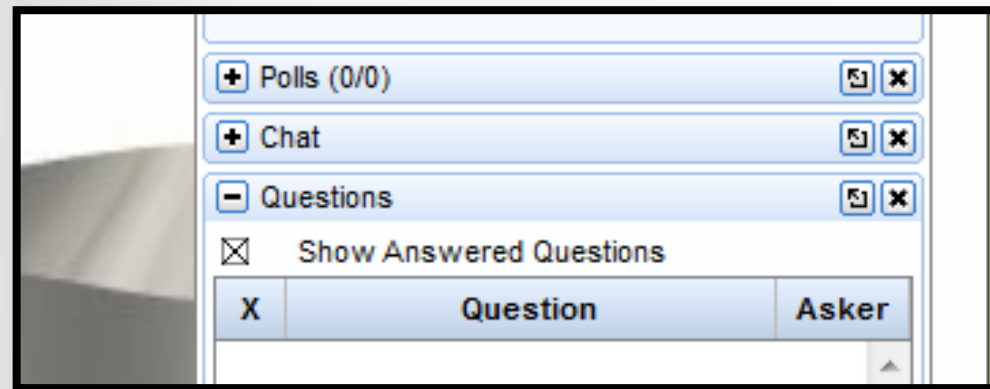 Polls (0/0)
Chat
Questions
Show Answered Questions
X Question Asker